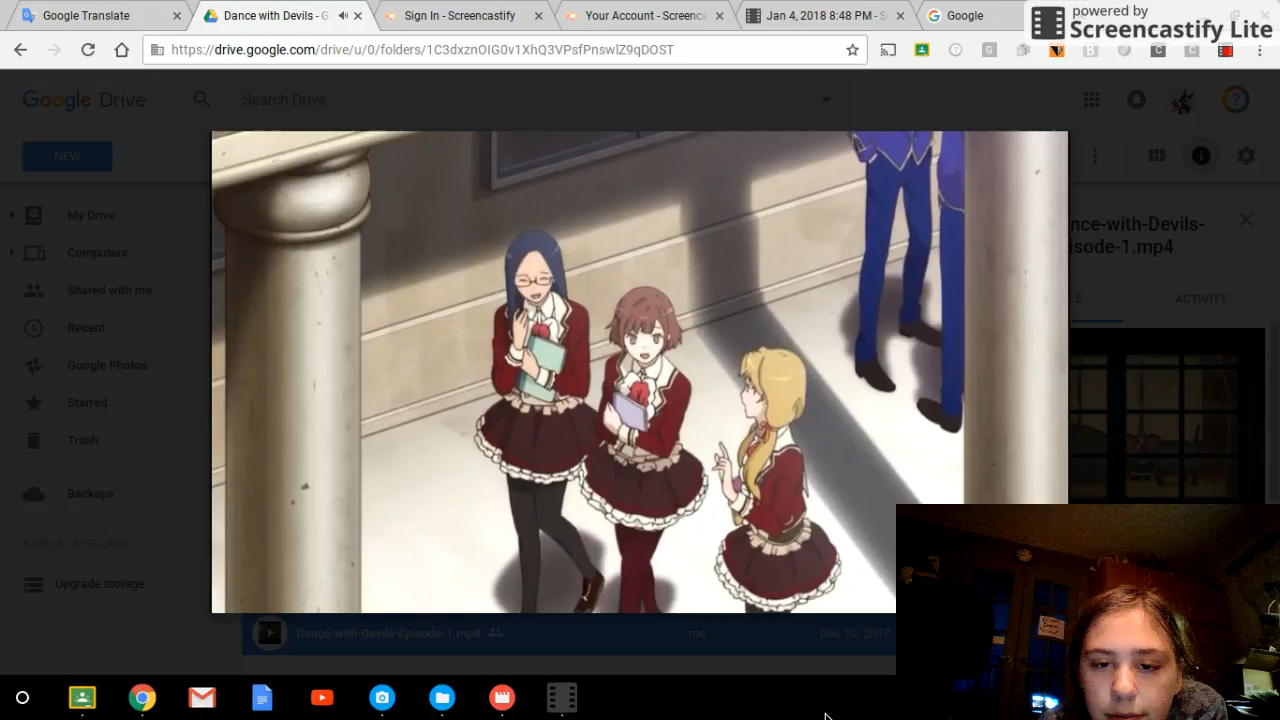 Google Translate
Dance with Devils - G
Sign In - Screencastify
Your Account - Screenca
Jan 4, 2018 8:48 PM - S
Google
powered by
Screencastify Lite
https://drive.google.com/drive/u/0/folders/1C3dxznOIG0v1XhQ3VPsfPnswlZ9qDOST
Google Drive
Search Drive
NEW
My Drive
Computers
Shared with me
Recent
Google Photos
Starred
Trash
Backups
Upgrade storage
nce-with-Devils-
isode-1.mp4
LS
ACTIVITY
Dance-with-Devils-Episode-1.mp4
me
Dec 10, 2017